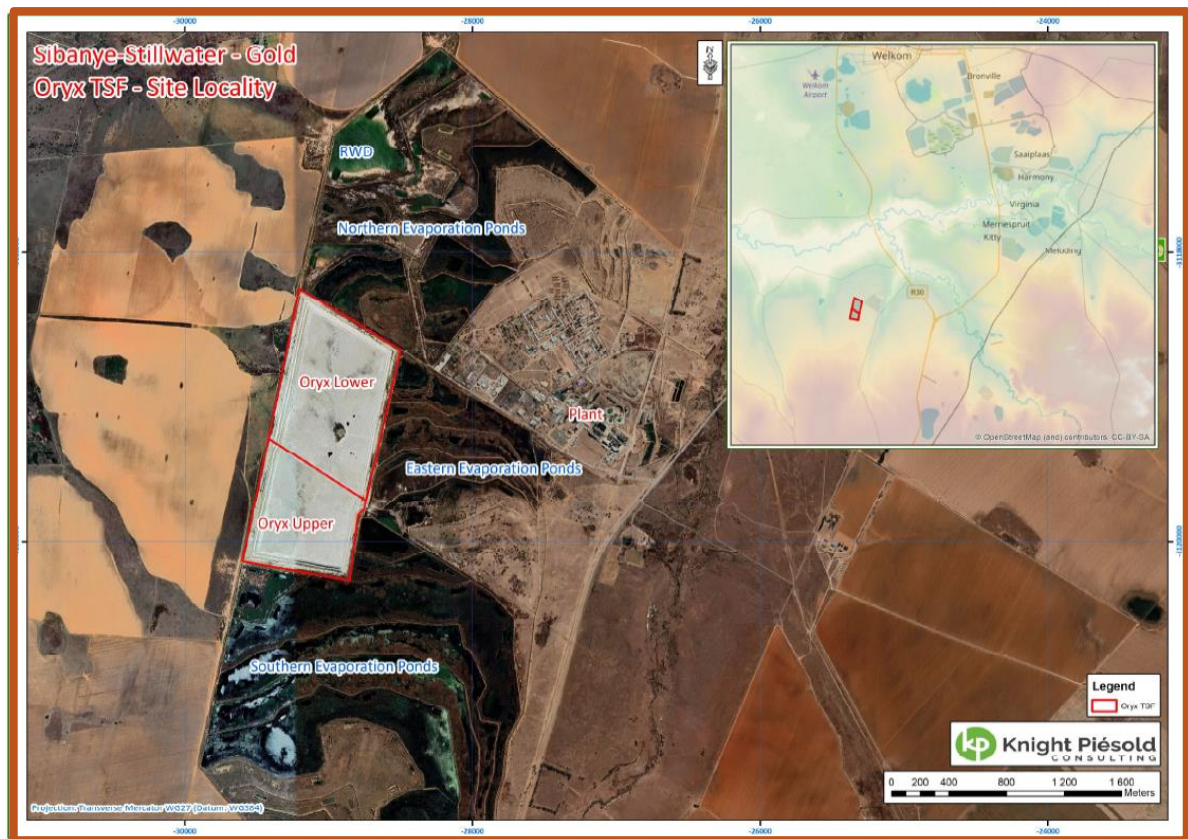 -30000
-28000
-26000
-24000
Sibanye-Stillwater - Gold
Oryx TSF - Site Locality
RWD
Northern Evaporation Ponds
Oryx Lower
Plant
Eastern Evaporation Ponds
Oryx Upper
Southern Evaporation Ponds
Welkom
Welkom
Airport
Bronville
Saaiplaas
Harmony
Virginia
Merriespruit
Kitty
Meloding
R30
© OpenStreetMap (and) contributors, CC-BY-SA
-3118000
-3120000
Legend
Oryx TSF
kp Knight Piésold
CONSULTING
0 200 400 800 1 200 1 600
Meters
Projection: Transverse Mercator WG27 (Datum: WGS84)
-30000
-28000
-26000
-24000